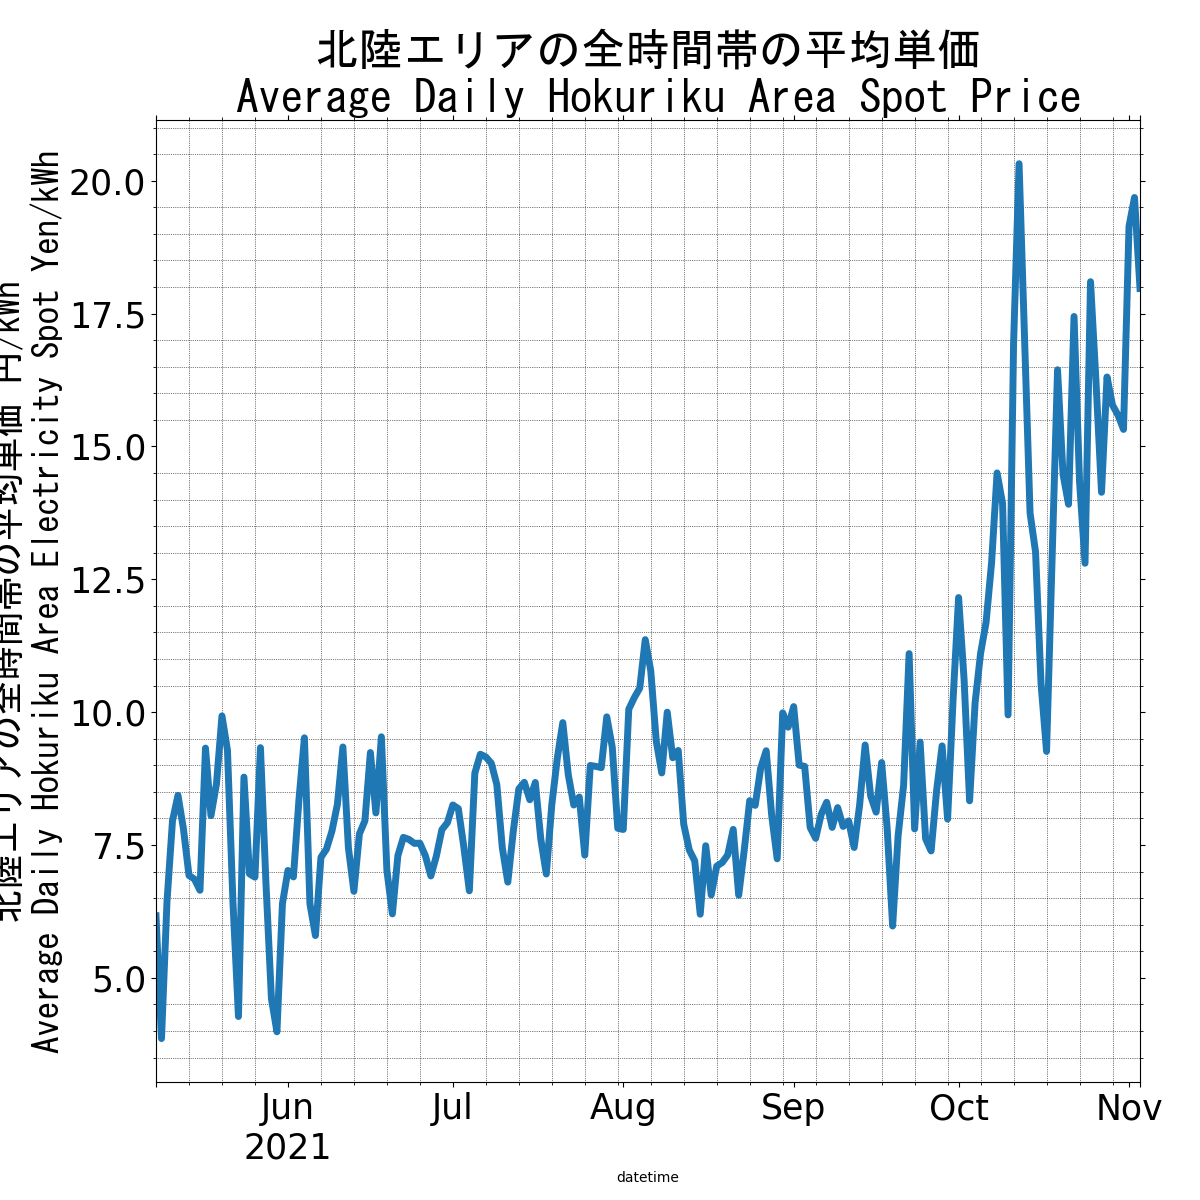 北陸エリアの全時間帯の平均単価
Average Daily Hokuriku Area Spot Price
北陸エリアの全時間帯の平均単価 円/kWh
Average Daily Hokuriku Area Electricity Spot Yen/kWh
20.0
17.5
15.0
12.5
10.0
7.5
5.0
Jun Jul Aug Sep Oct Nov
2021
datetime